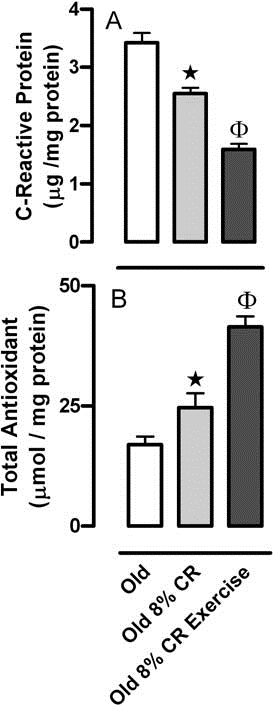 A
C-Reactive Protein
(μg /mg protein)
4
3
2
1
0
★
Φ
B
Total Antioxidant
(μmol / mg protein)
50
25
0
★
Φ
Old
Old 8% CR
Old 8% CR Exercise